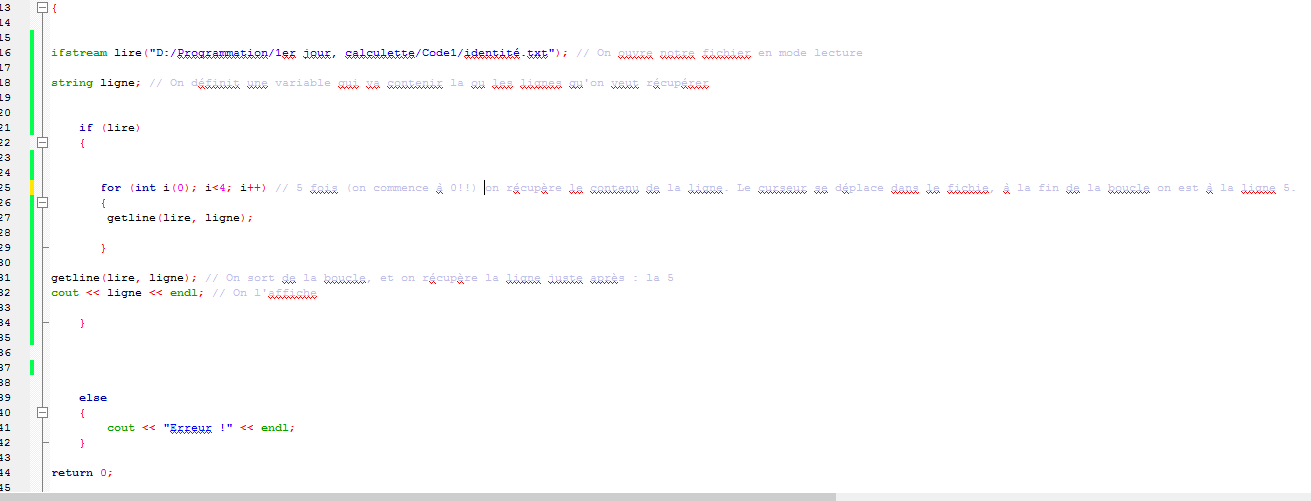 13 {
14
15
16 ifstream lire("D:/Programmation/1er jour, calculette/Code1/identité.txt"); // On ouvre notre fichier en mode lecture
17
18 string ligne; // On définit une variable qui va contenir la ou les lignes qu'on veut récupérer
19
20
21 if (lire)
22 {
23
24
25 for (int i(0); i<4; i++) // 5 fois (on commence à 0!!) on récupère le contenu de la ligne. Le curseur se déplace dans le fichie, à la fin de la boucle on est à la ligne 5.
26 {
27 getline(lire, ligne);
28
29 }
30
31 getline(lire, ligne); // On sort de la boucle, et on récupère la ligne juste après : la 5
32 cout << ligne << endl; // On l'affiche
33
34 }
35
36
37
38
39 else
40 {
41 cout << "Erreur !" << endl;
42 }
43
44 return 0;
45